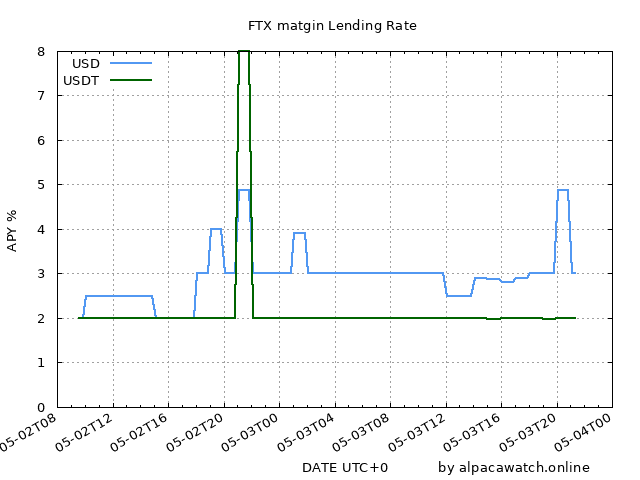 FTX matgin Lending Rate
USD
USDT
8
7
6
5
4
3
2
1
0
APY %
05-02T08
05-02T12
05-02T16
05-02T20
05-03T00
05-03T04
05-03T08
05-03T12
05-03T16
05-03T20
05-04T00
DATE UTC+0
by alpacawatch.online